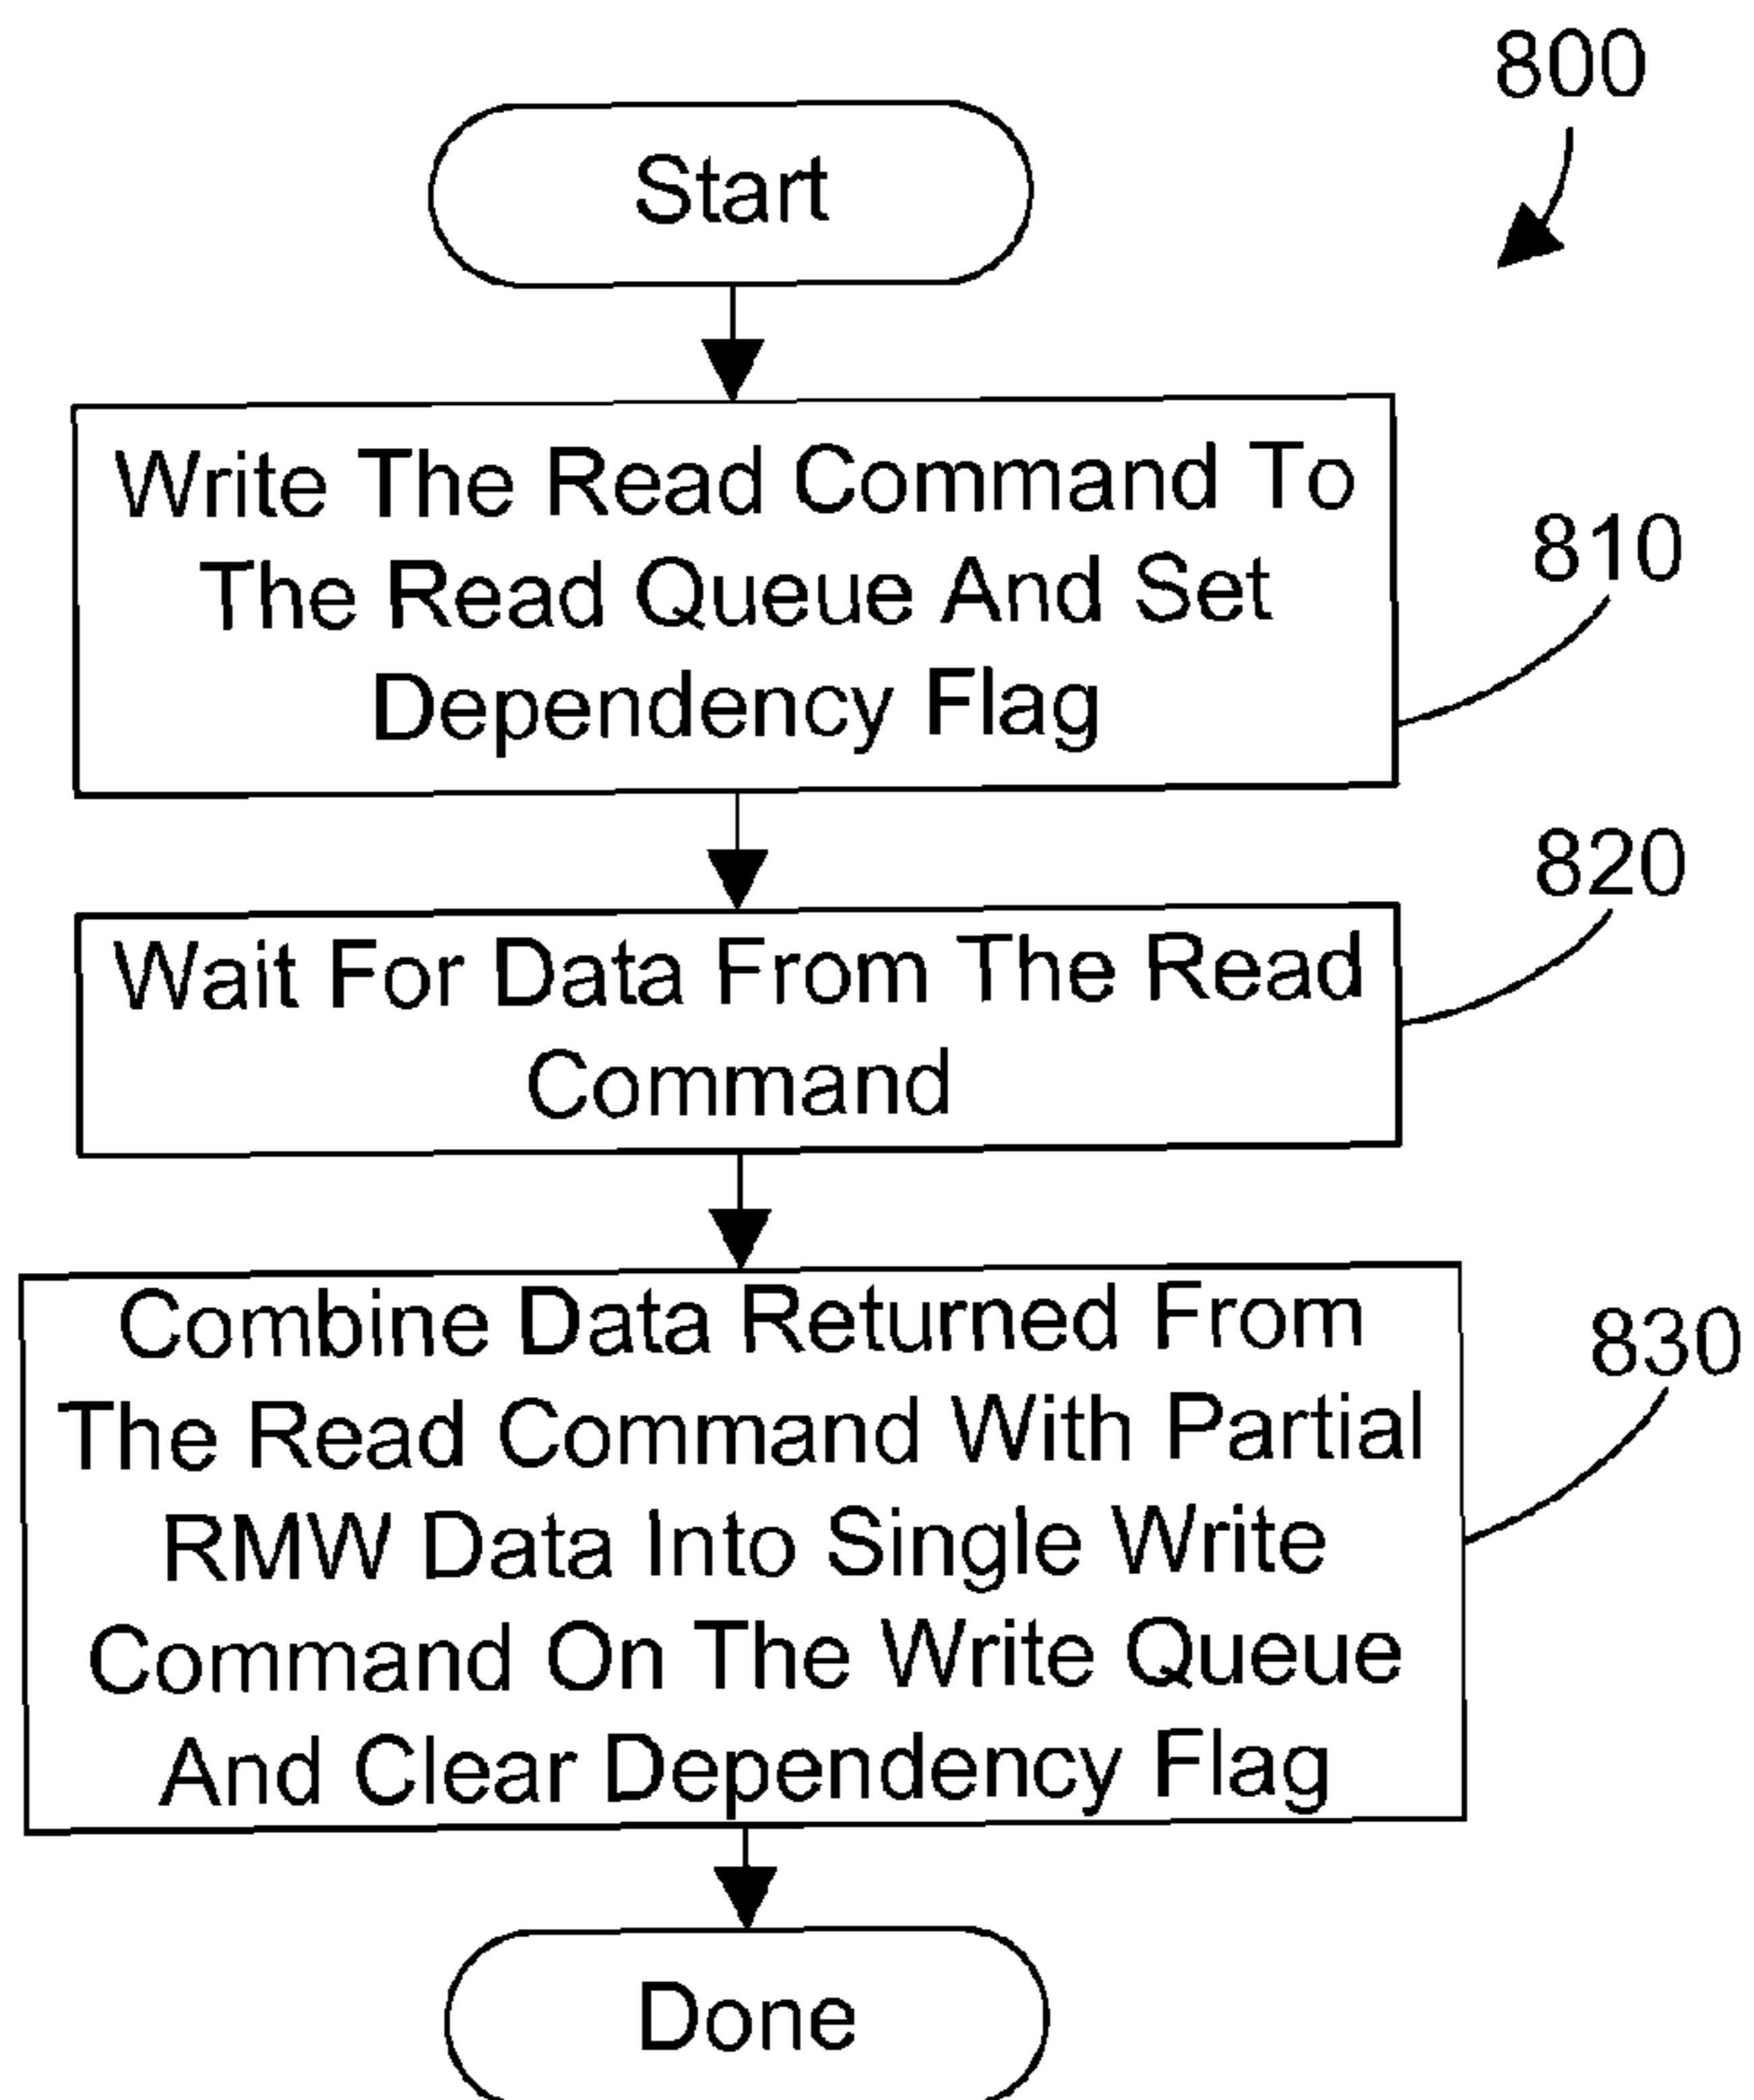 800
Start
Write The Read Command To
The Read Queue And Set
Dependency Flag
810
Wait For Data From The Read
Command
820
Combine Data Returned From
The Read Command With Partial
RMW Data Into Single Write
Command On The Write Queue
And Clear Dependency Flag
830
Done